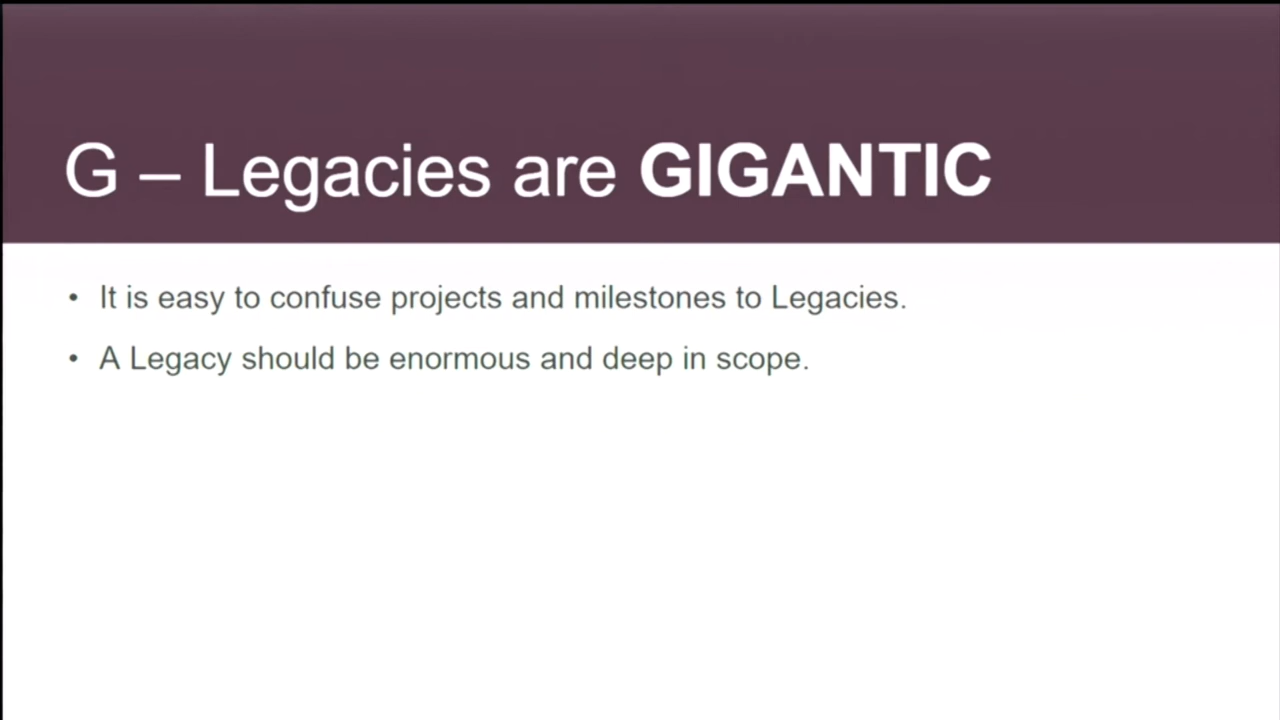 G – Legacies are GIGANTIC
• It is easy to confuse projects and milestones to Legacies.
• A Legacy should be enormous and deep in scope.